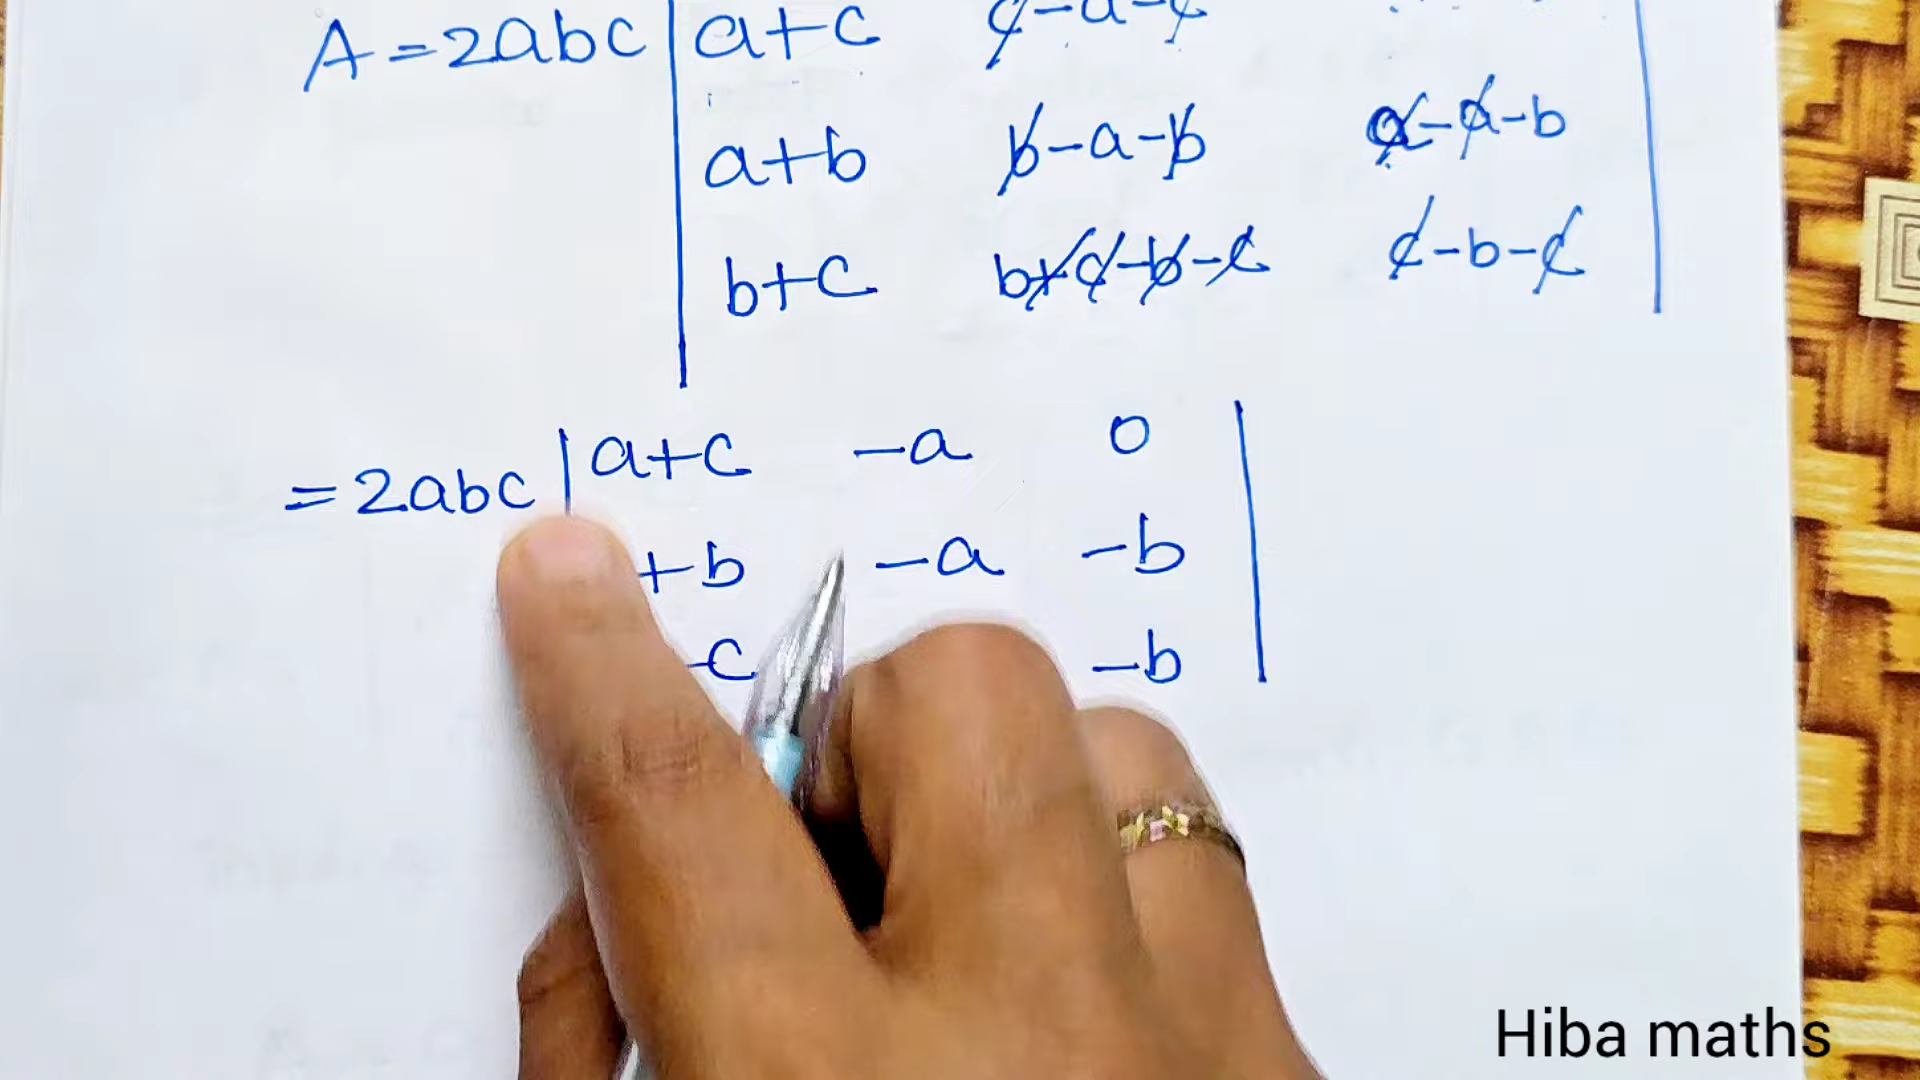 A = 2abc | a+c c-a-c |
a+b b-a-b a-a-b
b+c b+c-b-c c-b-c
= 2abc | a+c -a 0 |
+b -a -b
c -b
Hiba maths